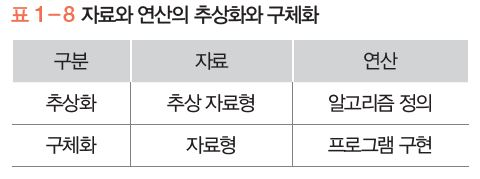 표 1-8 자료와 연산의 추상화와 구체화
구분 자료 연산
추상화 추상 자료형 알고리즘 정의
구체화 자료형 프로그램 구현